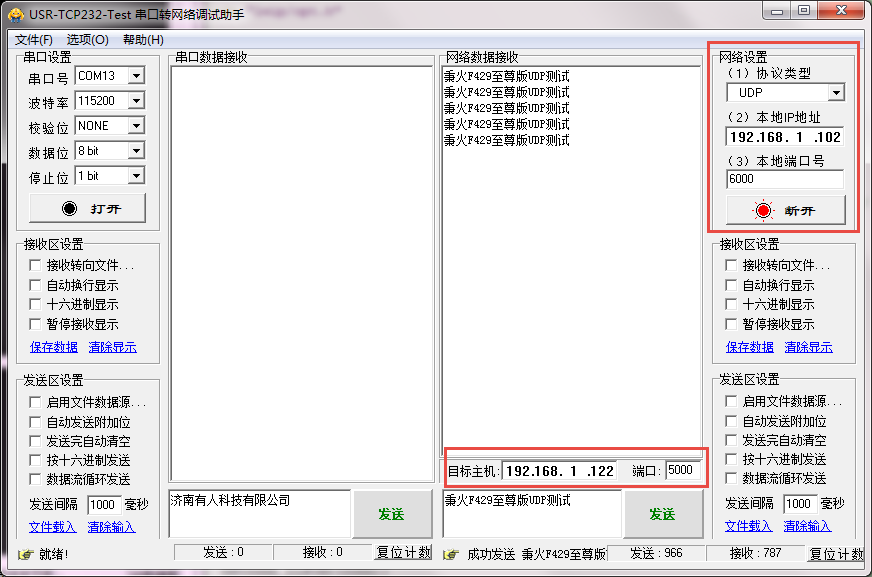 USR-TCP232-Test 串口转网络调试助手
文件(F) 选项(O) 帮助(H)
串口设置
串口号 COM13
波特率 115200
校验位 NONE
数据位 8 bit
停止位 1 bit
打开
接收区设置
接收转向文件...
自动换行显示
十六进制显示
暂停接收显示
保存数据 清除显示
发送区设置
启用文件数据源...
自动发送附加位
发送完自动清空
按十六进制发送
数据流循环发送
发送间隔 1000 毫秒
文件载入 清除输入
串口数据接收
济南有人科技有限公司
发送
网络数据接收
秉火F429至尊版UDP测试
秉火F429至尊版UDP测试
秉火F429至尊版UDP测试
秉火F429至尊版UDP测试
秉火F429至尊版UDP测试
目标主机: 192.168. 1 .122 端口: 5000
秉火F429至尊版UDP测试
发送
网络设置
(1) 协议类型
UDP
(2) 本地IP地址
192.168. 1 .102
(3) 本地端口号
6000
断开
接收区设置
接收转向文件...
自动换行显示
十六进制显示
暂停接收显示
保存数据 清除显示
发送区设置
启用文件数据源...
自动发送附加位
发送完自动清空
按十六进制发送
数据流循环发送
发送间隔 1000 毫秒
文件载入 清除输入
就绪! 发送 : 0 接收 : 0 复位计数 成功发送 秉火F429至尊版 发送 : 966 接收 : 787 复位计数